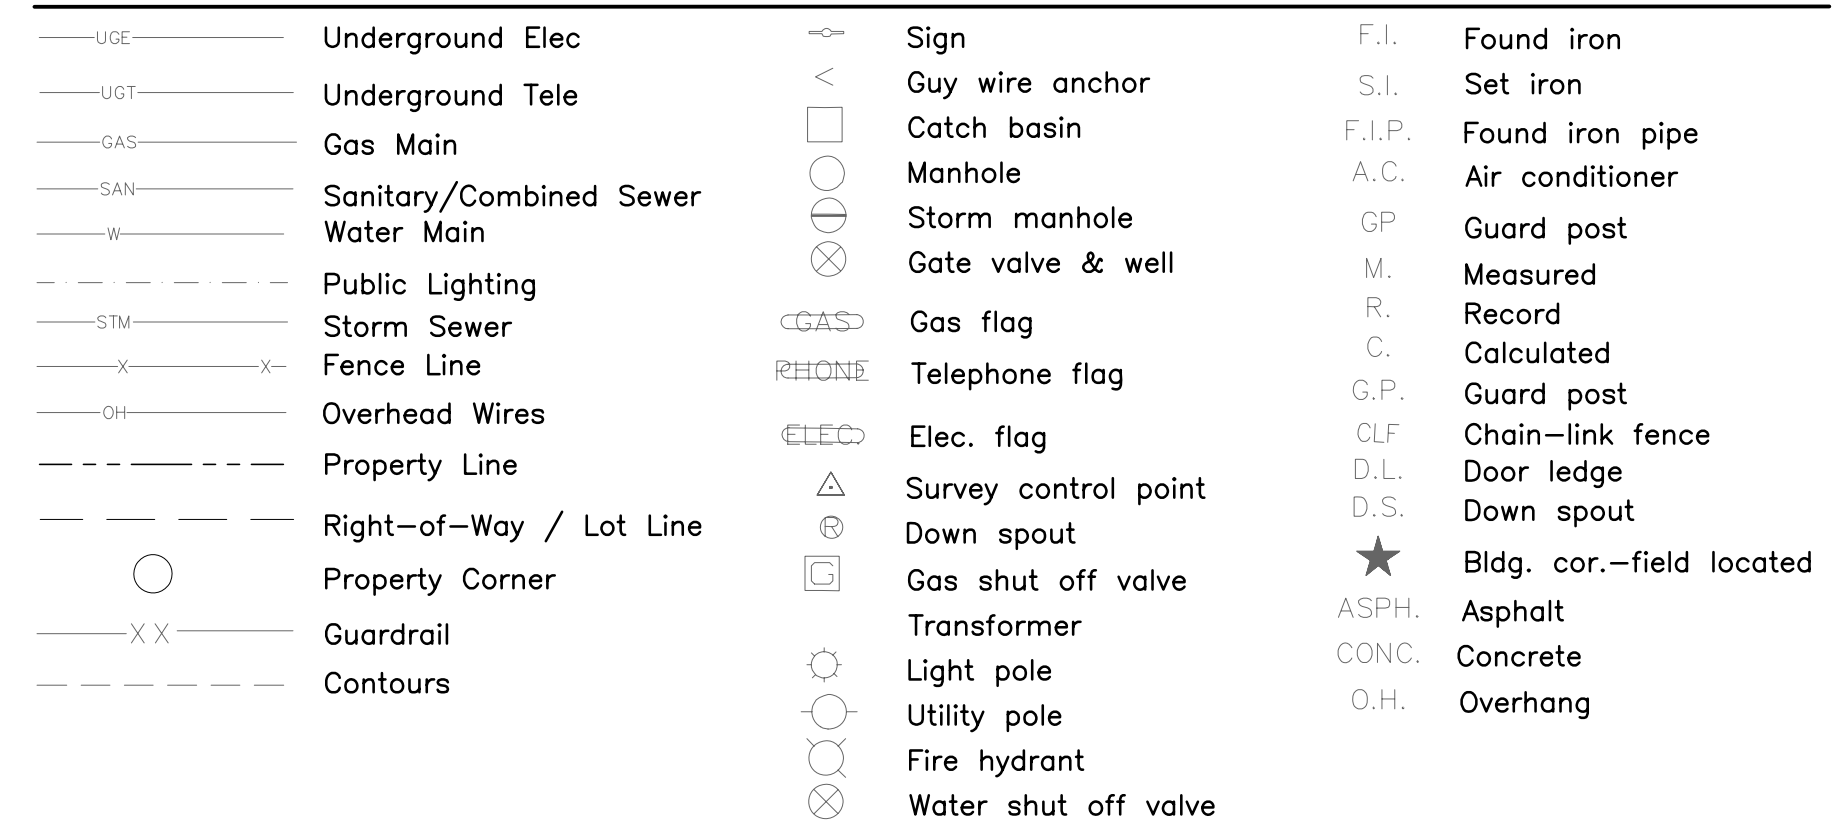 UGE Underground Elec
UGT Underground Tele
GAS Gas Main
SAN Sanitary/Combined Sewer
W Water Main
Public Lighting
STM Storm Sewer
X X Fence Line
OH Overhead Wires
Property Line
Right-of-Way / Lot Line
Property Corner
X X Guardrail
Contours
Sign
Guy wire anchor
Catch basin
Manhole
Storm manhole
Gate valve & well
GAS Gas flag
PHONE Telephone flag
ELEC. Elec. flag
Survey control point
R Down spout
G Gas shut off valve
Transformer
Light pole
Utility pole
Fire hydrant
Water shut off valve
F.I. Found iron
S.I. Set iron
F.I.P. Found iron pipe
A.C. Air conditioner
GP Guard post
M. Measured
R. Record
C. Calculated
G.P. Guard post
CLF Chain-link fence
D.L. Door ledge
D.S. Down spout
Bldg. cor.-field located
ASPH. Asphalt
CONC. Concrete
O.H. Overhang